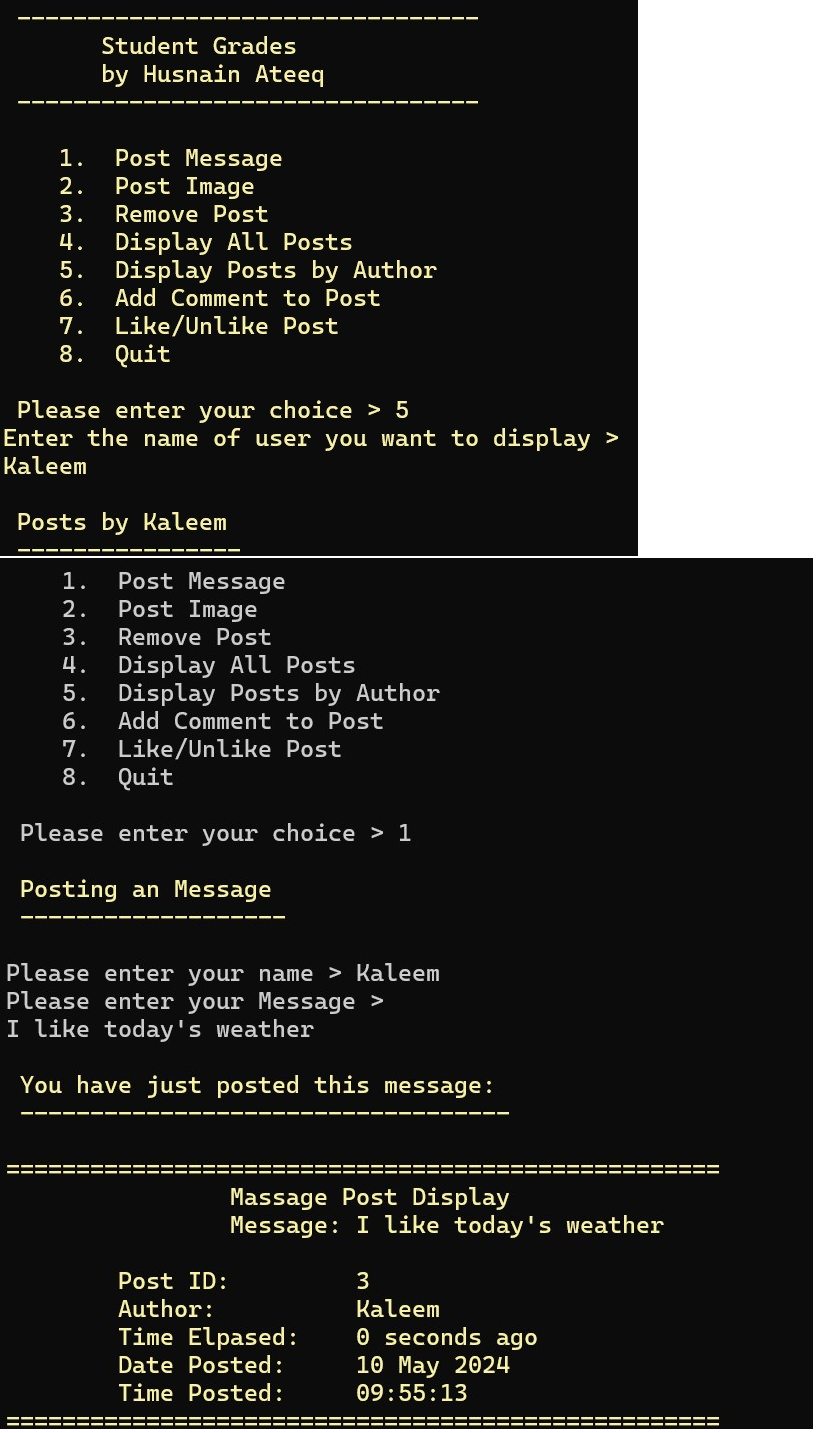 ---------------------------------
Student Grades
by Husnain Ateeq
---------------------------------
1. Post Message
2. Post Image
3. Remove Post
4. Display All Posts
5. Display Posts by Author
6. Add Comment to Post
7. Like/Unlike Post
8. Quit
Please enter your choice > 5
Enter the name of user you want to display >
Kaleem
Posts by Kaleem
----------------
1. Post Message
2. Post Image
3. Remove Post
4. Display All Posts
5. Display Posts by Author
6. Add Comment to Post
7. Like/Unlike Post
8. Quit
Please enter your choice > 1
Posting an Message
-------------------
Please enter your name > Kaleem
Please enter your Message >
I like today's weather
You have just posted this message:
-----------------------------------
===================================================
Massage Post Display
Message: I like today's weather
Post ID: 3
Author: Kaleem
Time Elpased: 0 seconds ago
Date Posted: 10 May 2024
Time Posted: 09:55:13
===================================================